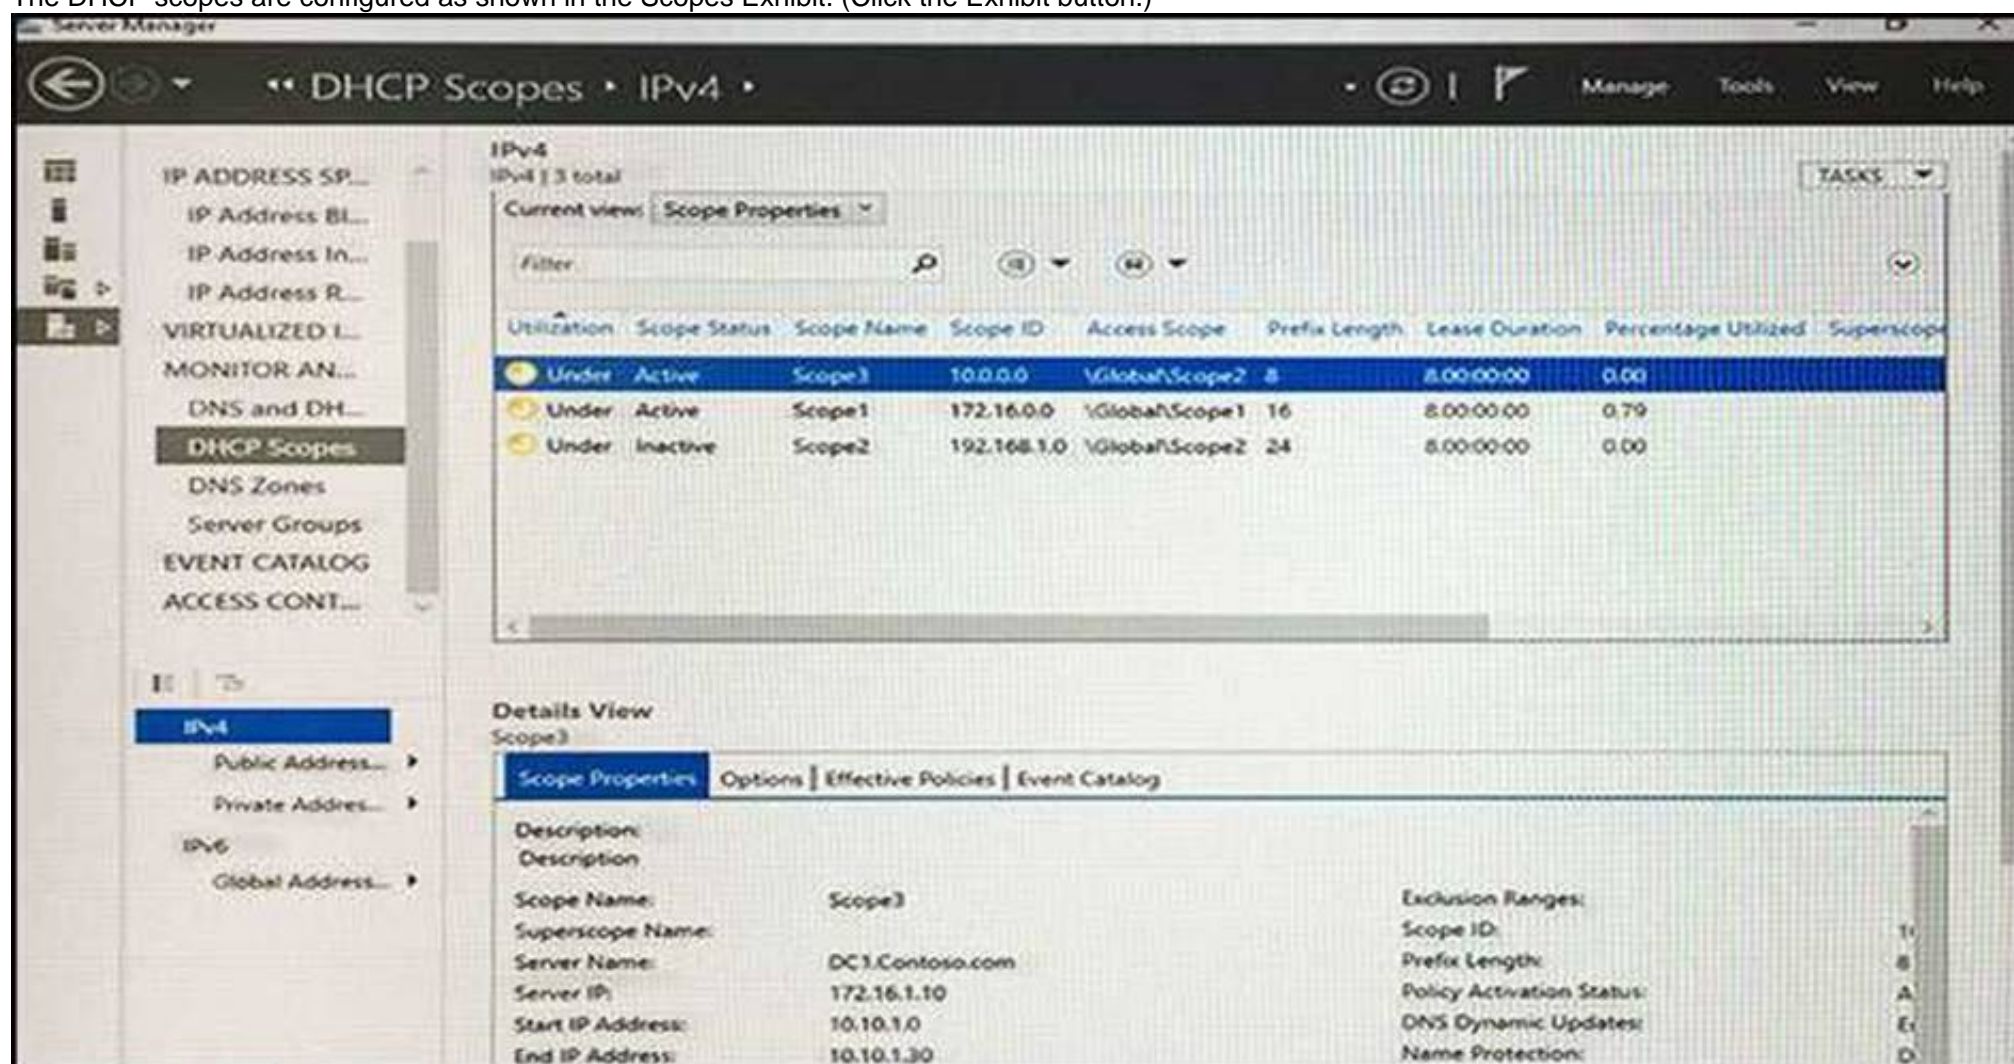 The DHCP scopes are configured as shown in the Scopes Exhibit. (Click the Exhibit button.)
Server Manager
DHCP Scopes IPv4
Manage Tools View Help
IP ADDRESS SP...
IP Address Bl...
IP Address In...
IP Address R...
VIRTUALIZED I...
MONITOR AN...
DNS and DH...
DHCP Scopes
DNS Zones
Server Groups
EVENT CATALOG
ACCESS CONT...
IPv4
Public Address...
Private Addres...
IPv6
Global Address...
IPv4
IPv4 | 3 total
TASKS
Current view: Scope Properties
Filter
Utilization Scope Status Scope Name Scope ID Access Scope Prefix Length Lease Duration Percentage Utilized Superscope
Under Active Scope3 10.0.0.0 \Global\Scope2 8 8.00:00:00 0.00
Under Active Scope1 172.16.0.0 \Global\Scope1 16 8.00:00:00 0.79
Under Inactive Scope2 192.168.1.0 \Global\Scope2 24 8.00:00:00 0.00
Details View
Scope3
Scope Properties Options | Effective Policies | Event Catalog
Description:
Description
Scope Name: Scope3 Exclusion Ranges:
Superscope Name: Scope ID:
Server Name: DC1.Contoso.com Prefix Length: 8
Server IP: 172.16.1.10 Policy Activation Status: A
Start IP Address: 10.10.1.0 DNS Dynamic Updates:
End IP Address: 10.10.1.30 Name Protection: